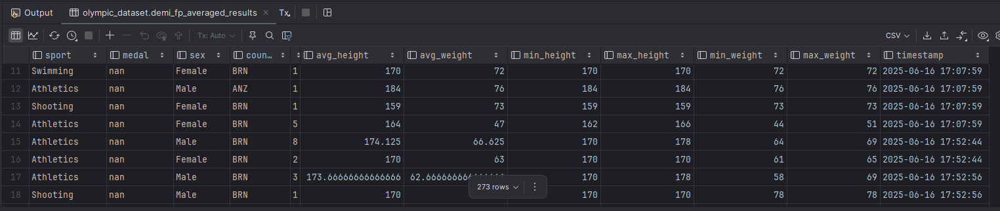 Output olympic_dataset.demi_fp_averaged_results × Tx
Tx: Auto CSV
sport medal sex coun… avg_height avg_weight min_height max_height min_weight max_weight timestamp
11 Swimming nan Female BRN 1 170 72 170 170 72 72 2025-06-16 17:07:59
12 Athletics nan Male ANZ 1 184 76 184 184 76 76 2025-06-16 17:07:59
13 Shooting nan Female BRN 1 159 73 159 159 73 73 2025-06-16 17:07:59
14 Athletics nan Female BRN 5 164 47 162 166 44 51 2025-06-16 17:07:59
15 Athletics nan Male BRN 8 174.125 66.625 170 178 64 69 2025-06-16 17:52:44
16 Athletics nan Female BRN 2 170 63 170 170 61 65 2025-06-16 17:52:44
17 Athletics nan Male BRN 3 173.66666666666666 170 178 58 69 2025-06-16 17:52:56
18 Shooting nan Male BRN 1 170 170 170 78 78 2025-06-16 17:52:56
273 rows